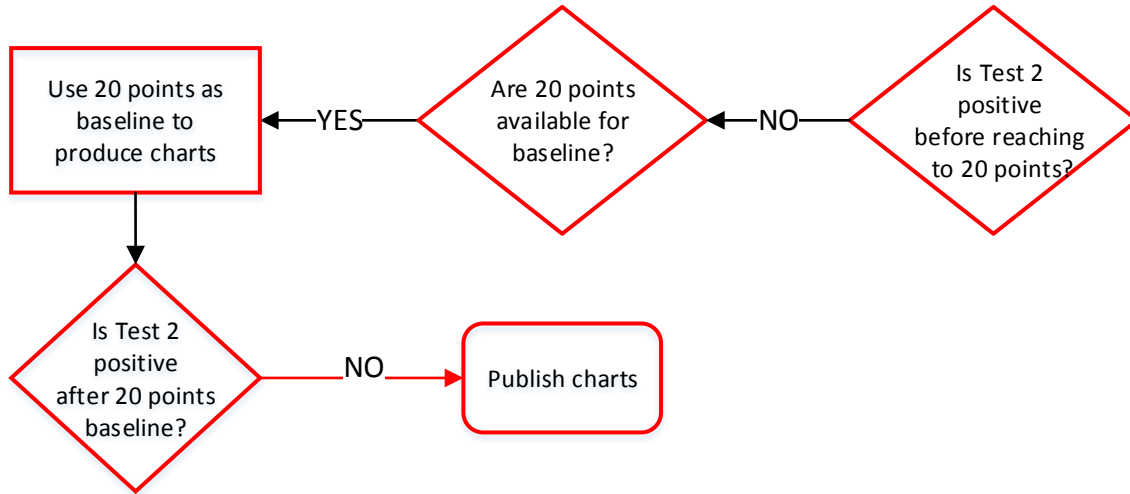 Use 20 points as
baseline to
produce charts
YES
Are 20 points
available for
baseline?
NO
Is Test 2
positive
before reaching
to 20 points?
Is Test 2
positive
after 20 points
baseline?
NO
Publish charts